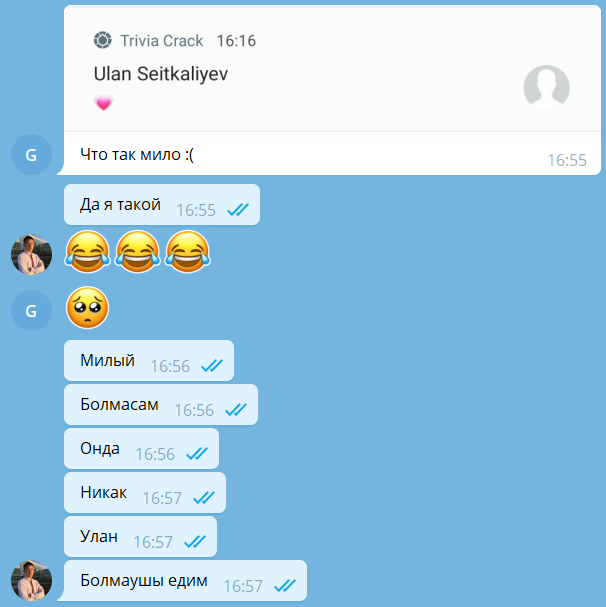 Trivia Crack 16:16
Ulan Seitkaliyev
💗
G
Что так мило :(
16:55
Да я такой 16:55
😂😂😂
G
🥺
Милый 16:56
Болмасам 16:56
Онда 16:56
Никак 16:57
Улан 16:57
Болмаушы едим 16:57